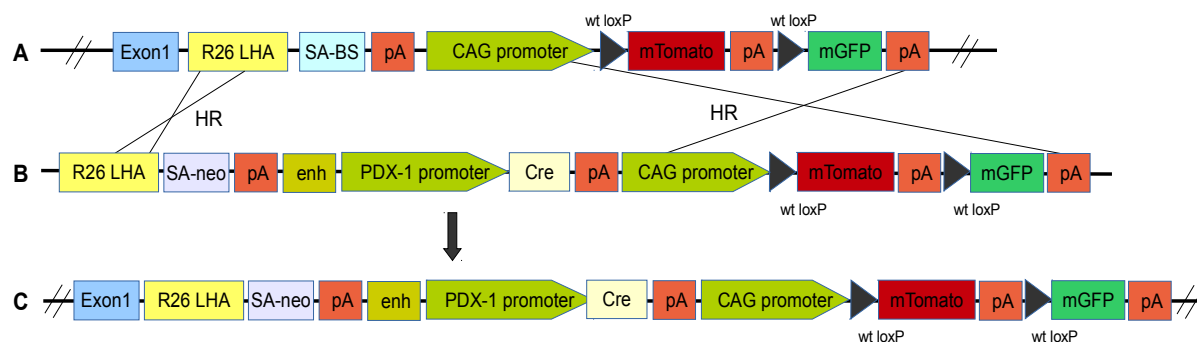 wt loxP wt loxP
A Exon1 R26 LHA SA-BS pA CAG promoter mTomato pA mGFP pA
HR HR
B R26 LHA SA-neo pA enh PDX-1 promoter Cre pA CAG promoter mTomato pA mGFP pA
wt loxP wt loxP
C Exon1 R26 LHA SA-neo pA enh PDX-1 promoter Cre pA CAG promoter mTomato pA mGFP pA
wt loxP wt loxP